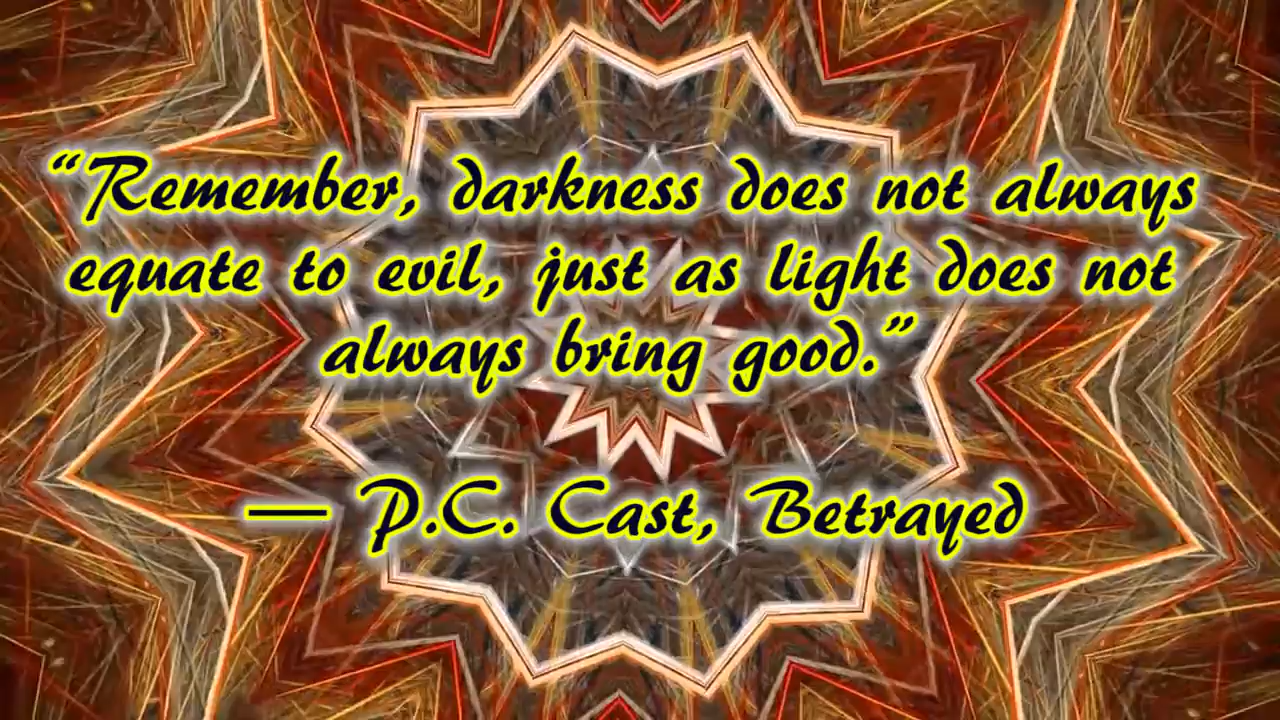 “Remember, darkness does not always
equate to evil, just as light does not
always bring good.”
— P.C. Cast, Betrayed